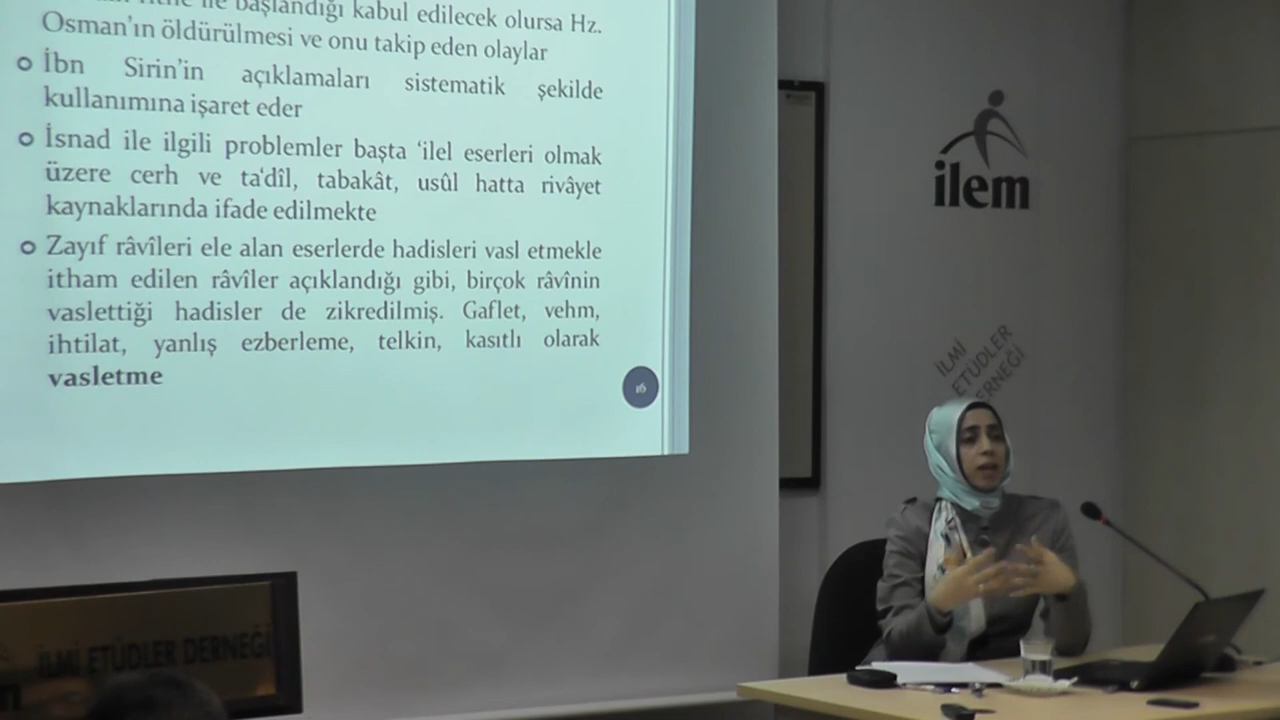 fitne ile başlandığı kabul edilecek olursa Hz.
Osman’ın öldürülmesi ve onu takip eden olaylar
İbn Sirin’in açıklamaları sistematik şekilde
kullanımına işaret eder
İsnad ile ilgili problemler başta ‘ilel eserleri olmak
üzere cerh ve ta‘dîl, tabakât, usûl hatta rivâyet
kaynaklarında ifade edilmekte
Zayıf râvîleri ele alan eserlerde hadisleri vasl etmekle
itham edilen râvîler açıklandığı gibi, birçok râvînin
vaslettiği hadisler de zikredilmiş. Gaflet, vehm,
ihtilat, yanlış ezberleme, telkin, kasıtlı olarak
vasletme
16
ilem
İLMİ
ETÜDLER
DERNEĞİ
İLMİ ETÜDLER DERNEĞİ